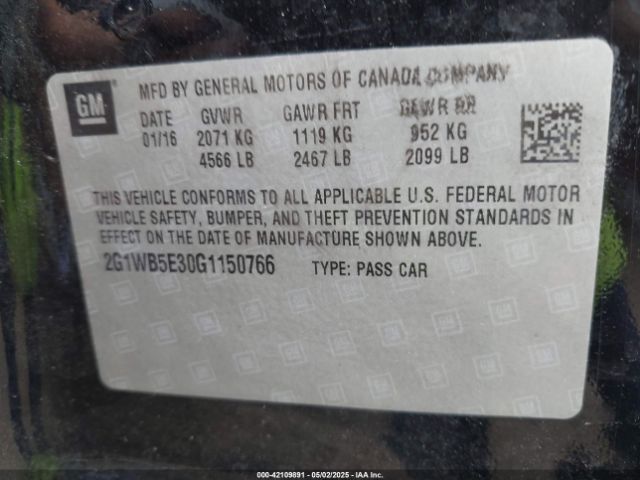 GM
MFD BY GENERAL MOTORS OF CANADA COMPANY
DATE GVWR GAWR FRT GAWR RR
01/16 2071 KG 1119 KG 952 KG
4566 LB 2467 LB 2099 LB
THIS VEHICLE CONFORMS TO ALL APPLICABLE U.S. FEDERAL MOTOR
VEHICLE SAFETY, BUMPER, AND THEFT PREVENTION STANDARDS IN
EFFECT ON THE DATE OF MANUFACTURE SHOWN ABOVE.
2G1WB5E30G1150766 TYPE: PASS CAR
000-42109891 - 05/02/2025 - IAA Inc.